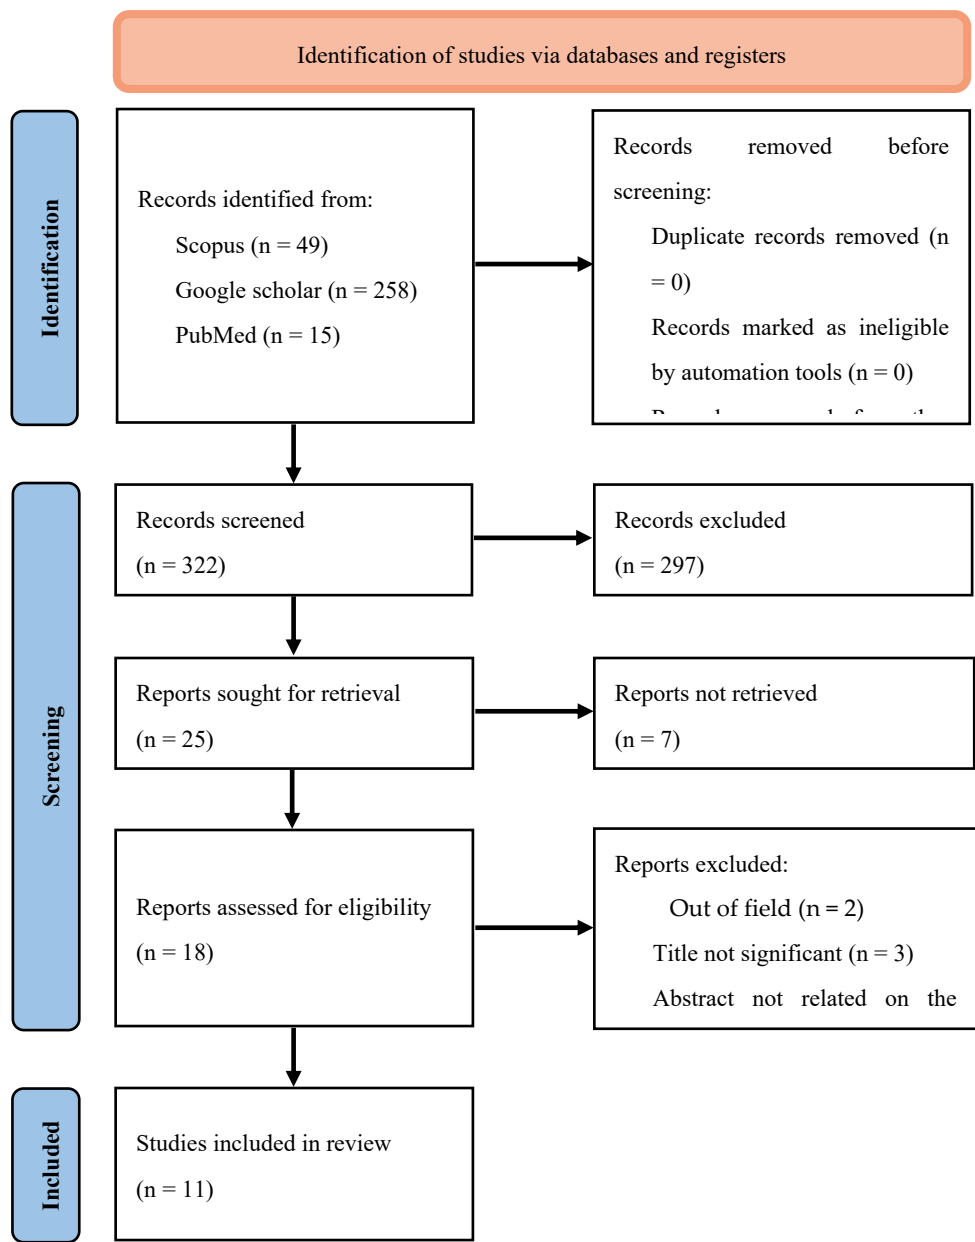 Identification of studies via databases and registers
Identification
Records identified from:
Scopus (n = 49)
Google scholar (n = 258)
PubMed (n = 15)
Records removed before
screening:
Duplicate records removed (n
= 0)
Records marked as ineligible
by automation tools (n = 0)
Screening
Records screened
(n = 322)
Records excluded
(n = 297)
Reports sought for retrieval
(n = 25)
Reports not retrieved
(n = 7)
Reports assessed for eligibility
(n = 18)
Reports excluded:
Out of field (n = 2)
Title not significant (n = 3)
Abstract not related on the
Included
Studies included in review
(n = 11)